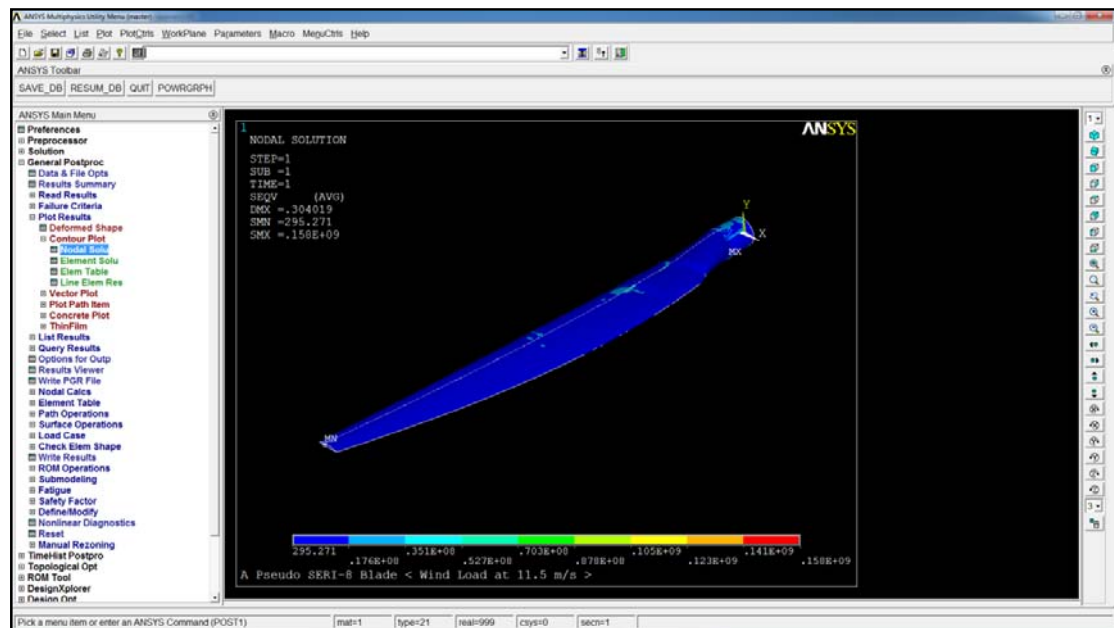 ANSYS Multiphysics Utility Menu (master)
File Select List Plot PlotCtrls WorkPlane Parameters Macro MenuCtrls Help
ANSYS Toolbar
SAVE_DB RESUM_DB QUIT POWRGRPH
ANSYS Main Menu
Preferences
Preprocessor
Solution
General Postproc
Data & File Opts
Results Summary
Read Results
Failure Criteria
Plot Results
Deformed Shape
Contour Plot
Nodal Solu
Element Solu
Elem Table
Line Elem Res
Vector Plot
Plot Path Item
Concrete Plot
ThinFilm
List Results
Query Results
Options for Outp
Results Viewer
Write PGR File
Nodal Calcs
Element Table
Path Operations
Surface Operations
Load Case
Check Elem Shape
Write Results
ROM Operations
Submodeling
Fatigue
Safety Factor
Define/Modify
Nonlinear Diagnostics
Reset
Manual Rezoning
TimeHist Postpro
Topological Opt
ROM Tool
DesignXplorer
Design Opt
1
ANSYS
NODAL SOLUTION
STEP=1
SUB =1
TIME=1
SEQV (AVG)
DMX =.304019
SMN =295.271
SMX =.158E+09
Y
X
MX
MN
295.271 .351E+08 .703E+08 .105E+09 .141E+09
.176E+08 .527E+08 .878E+08 .123E+09 .158E+09
A Pseudo SERI-8 Blade < Wind Load at 11.5 m/s >
1
3
Pick a menu item or enter an ANSYS Command (POST1) mat=1 type=21 real=999 csys=0 secn=1